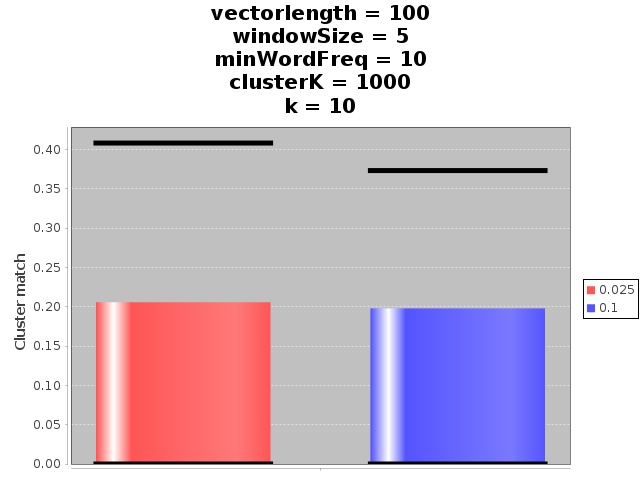 vectorlength = 100
windowSize = 5
minWordFreq = 10
clusterK = 1000
k = 10
Cluster match
0.40
0.35
0.30
0.25
0.20
0.15
0.10
0.05
0.00
0.025
0.1